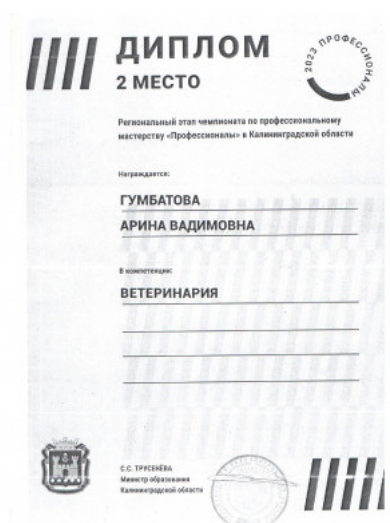 ДИПЛОМ
2 МЕСТО
2023 ПРОФЕССИОНАЛЫ
Региональный этап чемпионата по профессиональному
мастерству «Профессионалы» в Калининградской области
Награждается:
ГУМБАТОВА
АРИНА ВАДИМОВНА
В компетенции:
ВЕТЕРИНАРИЯ
С.С. ТРУСЕНЁВА
Министр образования
Калининградской области